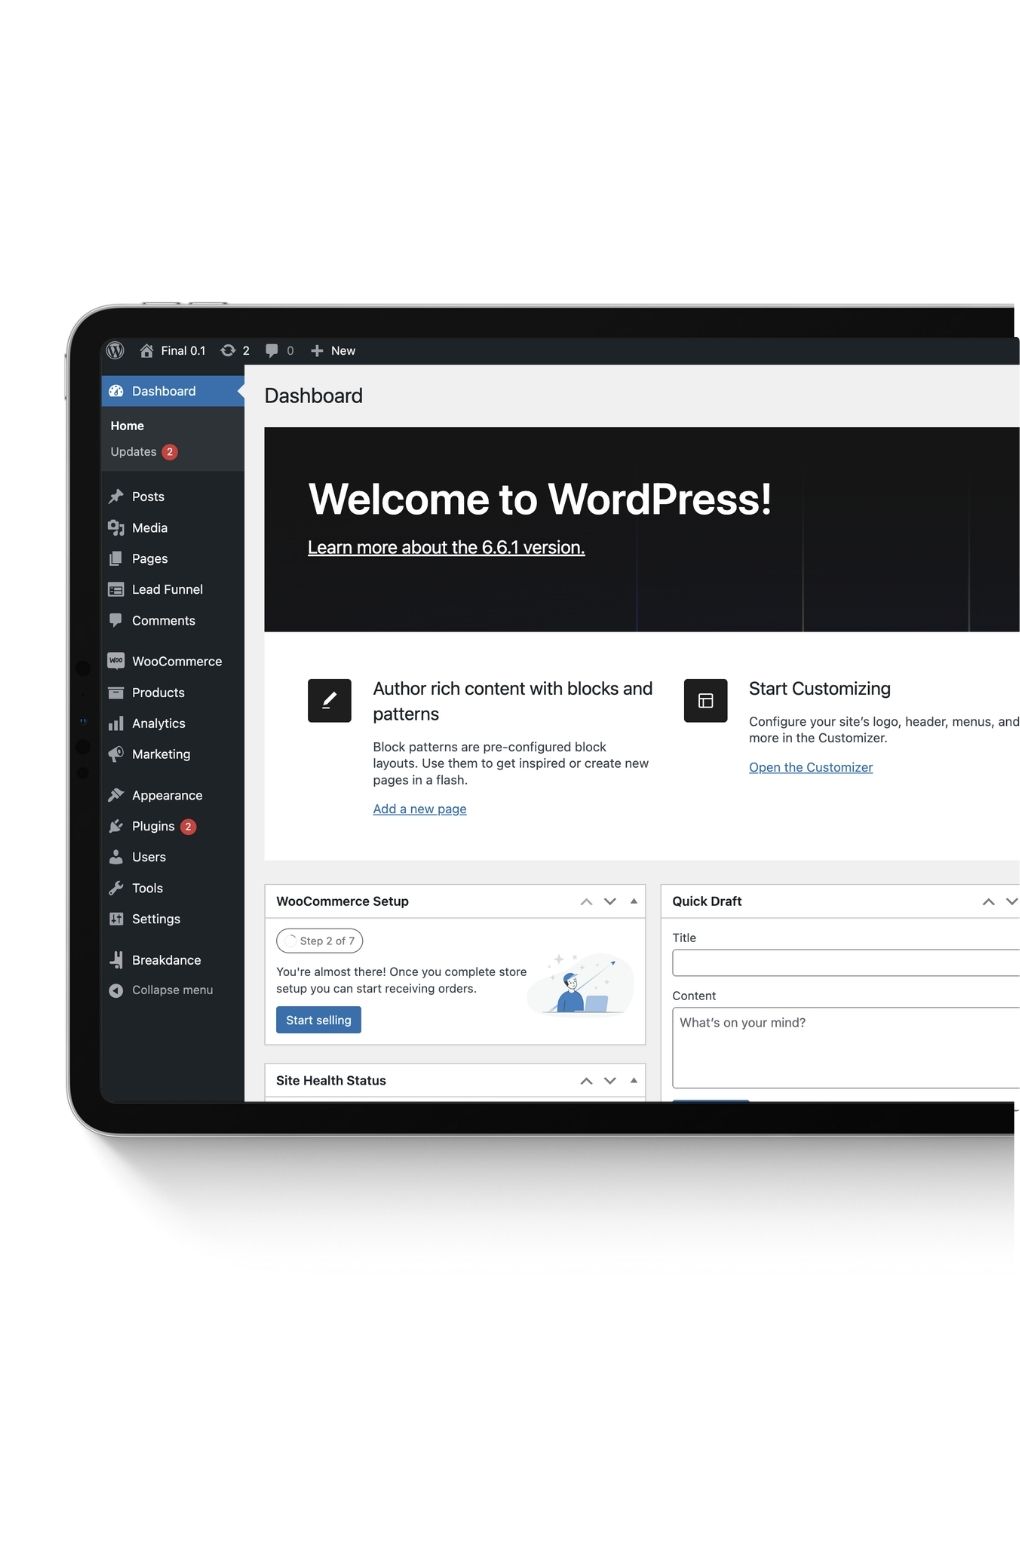 Final 0.1 2 0 New
Dashboard
Home
Updates 2
Posts
Media
Pages
Lead Funnel
Comments
Woo WooCommerce
Products
Analytics
Marketing
Appearance
Plugins 2
Users
Tools
Settings
Breakdance
Collapse menu
Dashboard
Welcome to WordPress!
Learn more about the 6.6.1 version.
Author rich content with blocks and
patterns
Block patterns are pre-configured block
layouts. Use them to get inspired or create new
pages in a flash.
Add a new page
Start Customizing
Configure your site's logo, header, menus, and
more in the Customizer.
Open the Customizer
WooCommerce Setup
Step 2 of 7
You're almost there! Once you complete store
setup you can start receiving orders.
Start selling
Site Health Status
Quick Draft
Title
Content
What's on your mind?